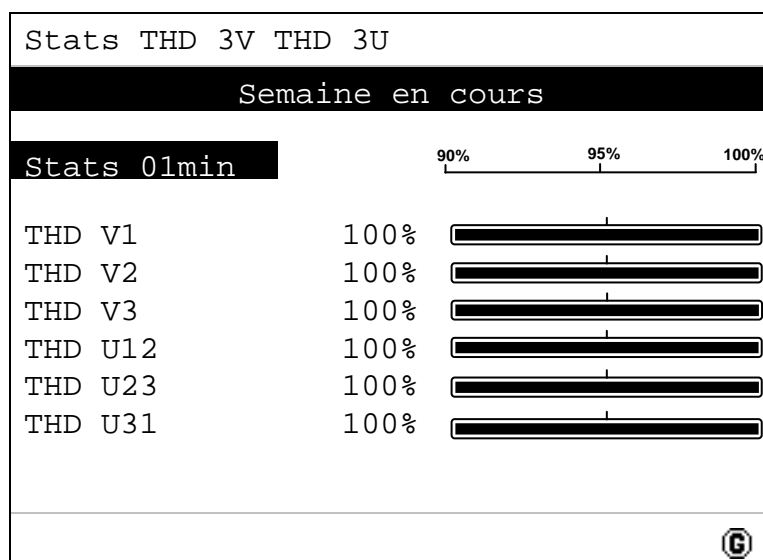 Stats THD 3V THD 3U
Semaine en cours
Stats 01min 90% 95% 100%
THD V1 100%
THD V2 100%
THD V3 100%
THD U12 100%
THD U23 100%
THD U31 100%
G